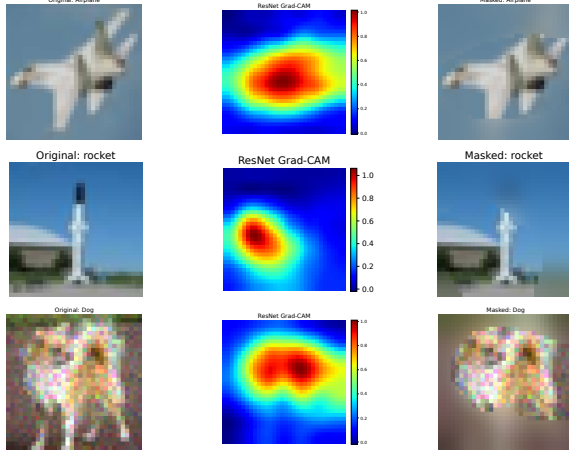 Original: Airplane
ResNet Grad-CAM
Masked: Airplane
1.0
0.8
0.6
0.4
0.2
0.0
Original: rocket
ResNet Grad-CAM
Masked: rocket
1.0
0.8
0.6
0.4
0.2
0.0
Original: Dog
ResNet Grad-CAM
Masked: Dog
1.0
0.8
0.6
0.4
0.2
0.0